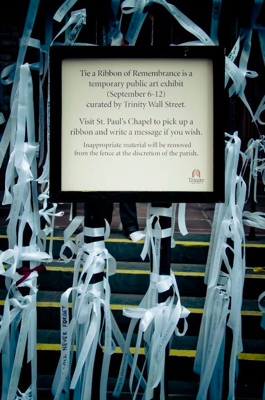 Tie a Ribbon of Remembrance is a
temporary public art exhibit
(September 6-12)
curated by Trinity Wall Street.
Visit St. Paul's Chapel to pick up a
ribbon and write a message if you wish.
Inappropriate material will be removed
from the fence at the discretion of the parish.
Trinity
NEVER